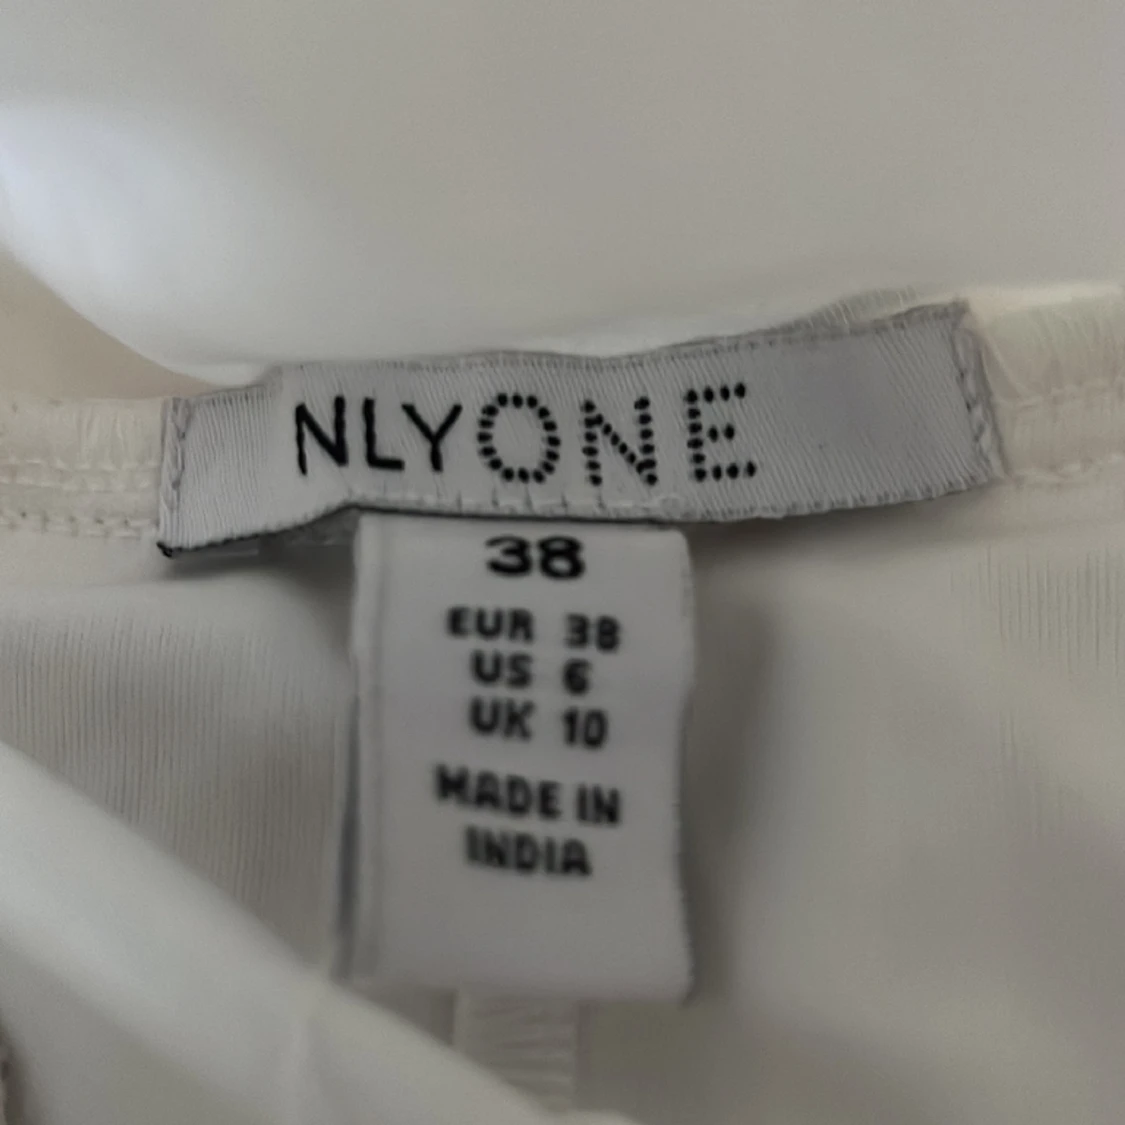 NLYONE
38
EUR 38
US 6
UK 10
MADE IN
INDIA